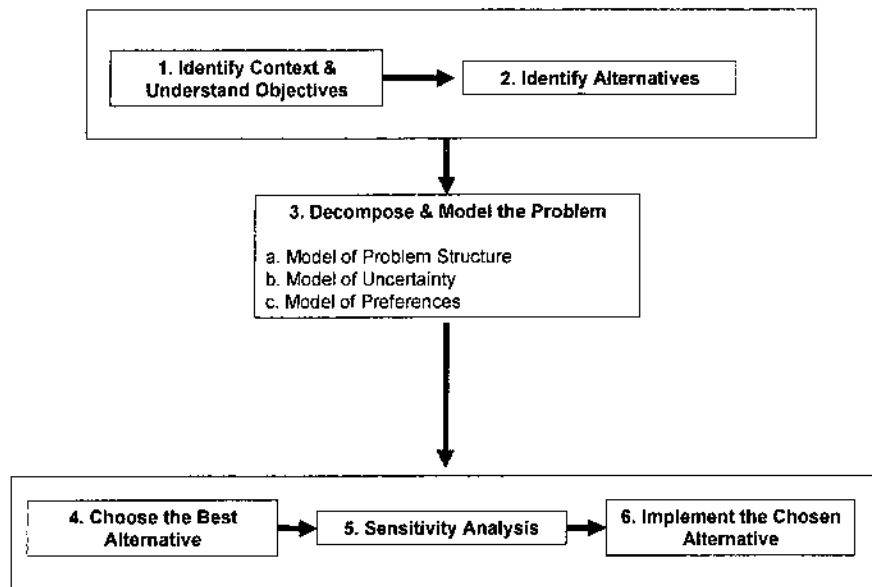 1. Identify Context &
Understand Objectives
2. Identify Alternatives
3. Decompose & Model the Problem
a. Model of Problem Structure
b. Model of Uncertainty
c. Model of Preferences
4. Choose the Best
Alternative
5. Sensitivity Analysis
6. Implement the Chosen
Alternative